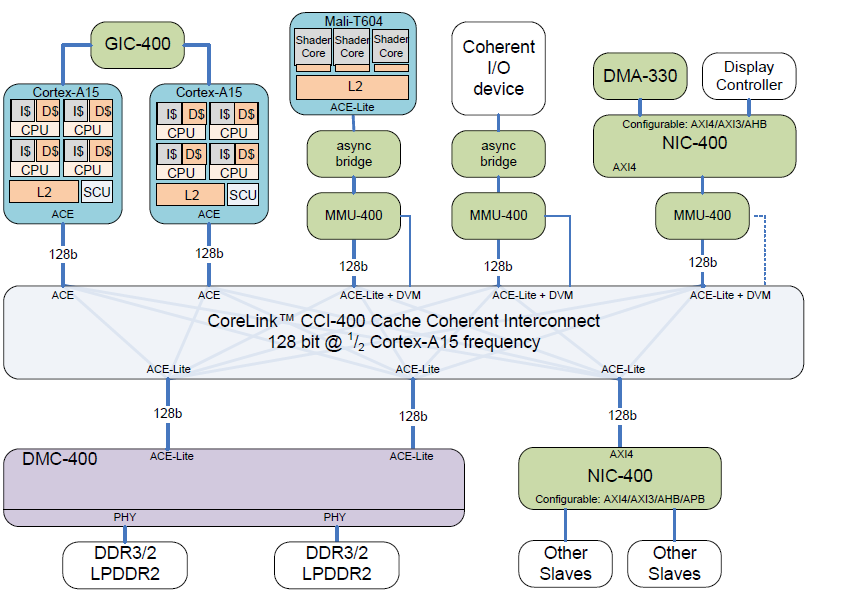 GIC-400
Mali-T604
Shader Core
Shader Core
Shader Core
L2
ACE-Lite
Coherent
I/O
device
DMA-330
Display
Controller
Cortex-A15
I$ D$ I$ D$
CPU CPU
I$ D$ I$ D$
CPU CPU
L2 SCU
ACE
Cortex-A15
I$ D$ I$ D$
CPU CPU
I$ D$ I$ D$
CPU CPU
L2 SCU
ACE
async
bridge
async
bridge
Configurable: AXI4/AXI3/AHB
NIC-400
AXI4
MMU-400
MMU-400
MMU-400
128b 128b 128b 128b 128b
ACE ACE ACE-Lite + DVM ACE-Lite + DVM ACE-Lite + DVM
CoreLink™ CCI-400 Cache Coherent Interconnect
128 bit @ 1/2 Cortex-A15 frequency
ACE-Lite ACE-Lite ACE-Lite
128b 128b 128b
DMC-400
ACE-Lite ACE-Lite
PHY PHY
AXI4
NIC-400
Configurable: AXI4/AXI3/AHB/APB
DDR3/2
LPDDR2
DDR3/2
LPDDR2
Other
Slaves
Other
Slaves